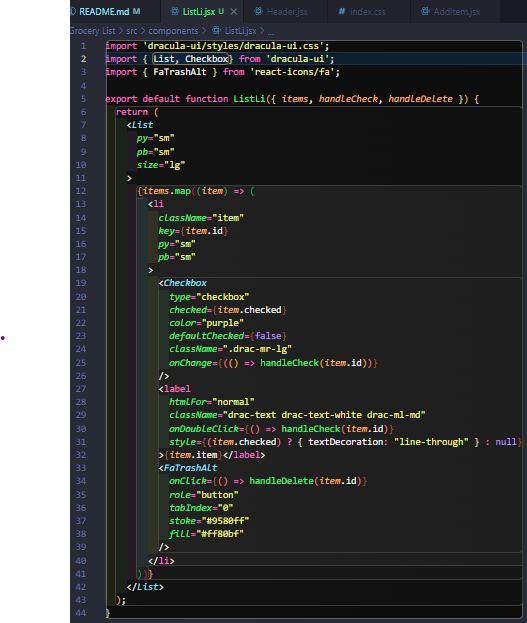 README.md M
ListLi.jsx U ×
Header.jsx
# index.css
AddItem.jsx
Grocery List > src > components > ListLi.jsx > ...
1 import 'dracula-ui/styles/dracula-ui.css';
2 import { List, Checkbox} from 'dracula-ui';
3 import { FaTrashAlt } from 'react-icons/fa';
4
5 export default function ListLi({ items, handleCheck, handleDelete }) {
6   return (
7     <List
8       py="sm"
9       pb="sm"
10       size="lg"
11     >
12       {items.map((item) => (
13         <li
14           className="item"
15           key={item.id}
16           py="sm"
17           pb="sm"
18         >
19           <Checkbox
20             type="checkbox"
21             checked={item.checked}
22             color="purple"
23             defaultChecked={false}
24             className=".drac-mr-lg"
25             onChange={(() => handleCheck(item.id))}
26           />
27           <label
28             htmlFor="normal"
29             className="drac-text drac-text-white drac-ml-md"
30             onDoubleClick={() => handleCheck(item.id)}
31             style={(item.checked) ? { textDecoration: "line-through" } : null}
32           >{item.item}</label>
33           <FaTrashAlt
34             onClick={() => handleDelete(item.id)}
35             role="button"
36             tabIndex="0"
37             stoke="#9580ff"
38             fill="#ff80bf"
39           />
40         </li>
41       ))}
42     </List>
43   );
44 }